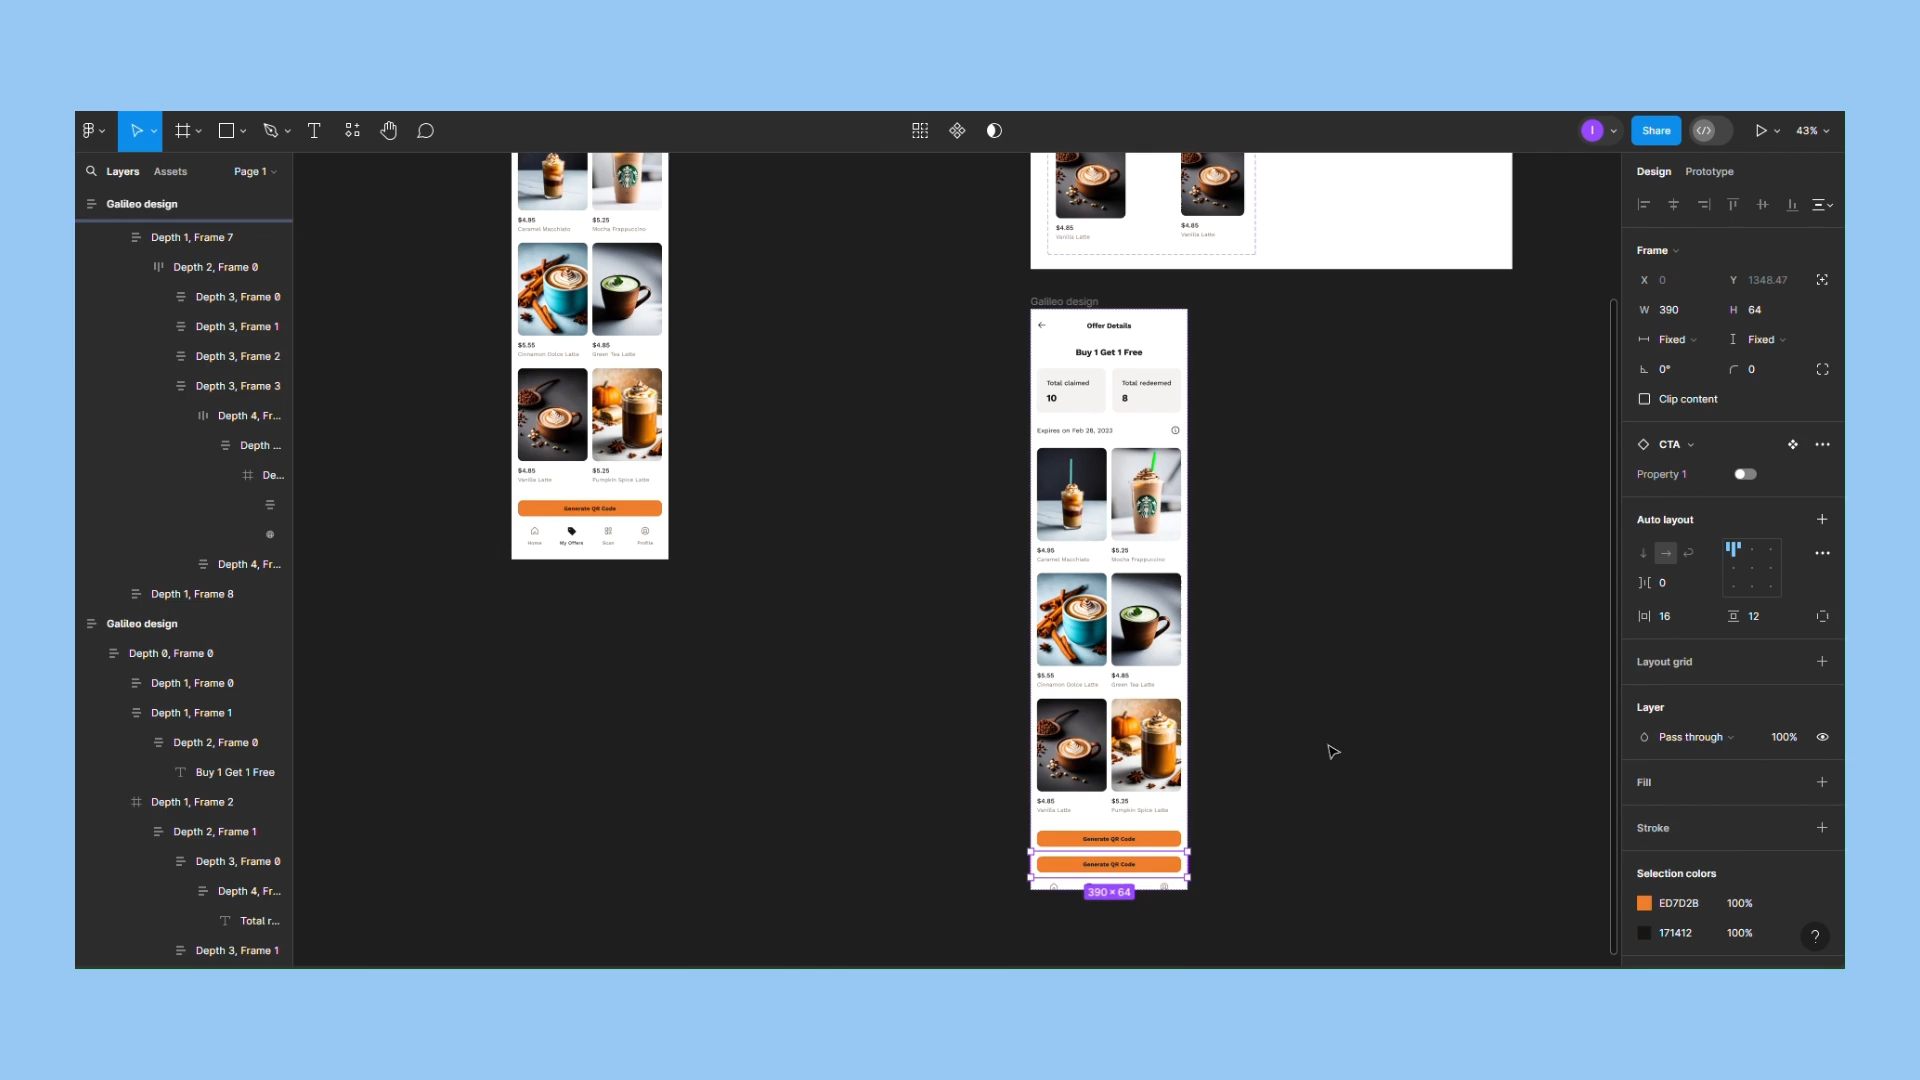 I
Share
43%
Layers
Assets
Page 1
Galileo design
Depth 1, Frame 7
Depth 2, Frame 0
Depth 3, Frame 0
Depth 3, Frame 1
Depth 3, Frame 2
Depth 3, Frame 3
Depth 4, Fr...
Depth ...
De...
Depth 4, Fr...
Depth 1, Frame 8
Galileo design
Depth 0, Frame 0
Depth 1, Frame 0
Depth 1, Frame 1
Depth 2, Frame 0
Buy 1 Get 1 Free
Depth 1, Frame 2
Depth 2, Frame 1
Depth 3, Frame 0
Depth 4, Fr...
Total r...
Depth 3, Frame 1
$4.95
$5.25
Caramel Macchiato
Mocha Frappuccino
$5.55
$4.85
Cinnamon Dolce Latte
Green Tea Latte
$4.85
$5.25
Vanilla Latte
Pumpkin Spice Latte
Generate QR Code
Home
My Offers
Scan
Profile
$4.85
$4.85
Vanilla Latte
Vanilla Latte
Galileo design
Offer Details
Buy 1 Get 1 Free
Total claimed
Total redeemed
10
8
Expires on Feb 28, 2023
$4.95
$5.25
Caramel Macchiato
Mocha Frappuccino
$5.55
$4.85
Cinnamon Dolce Latte
Green Tea Latte
$4.85
$5.25
Vanilla Latte
Pumpkin Spice Latte
Generate QR Code
Generate QR Code
390 × 64
Design
Prototype
Frame
X 0
Y 1348.47
W 390
H 64
Fixed
Fixed
0°
0
Clip content
CTA
Property 1
Auto layout
0
16
12
Layout grid
Layer
Pass through
100%
Fill
Stroke
Selection colors
ED7D2B
100%
171412
100%
?